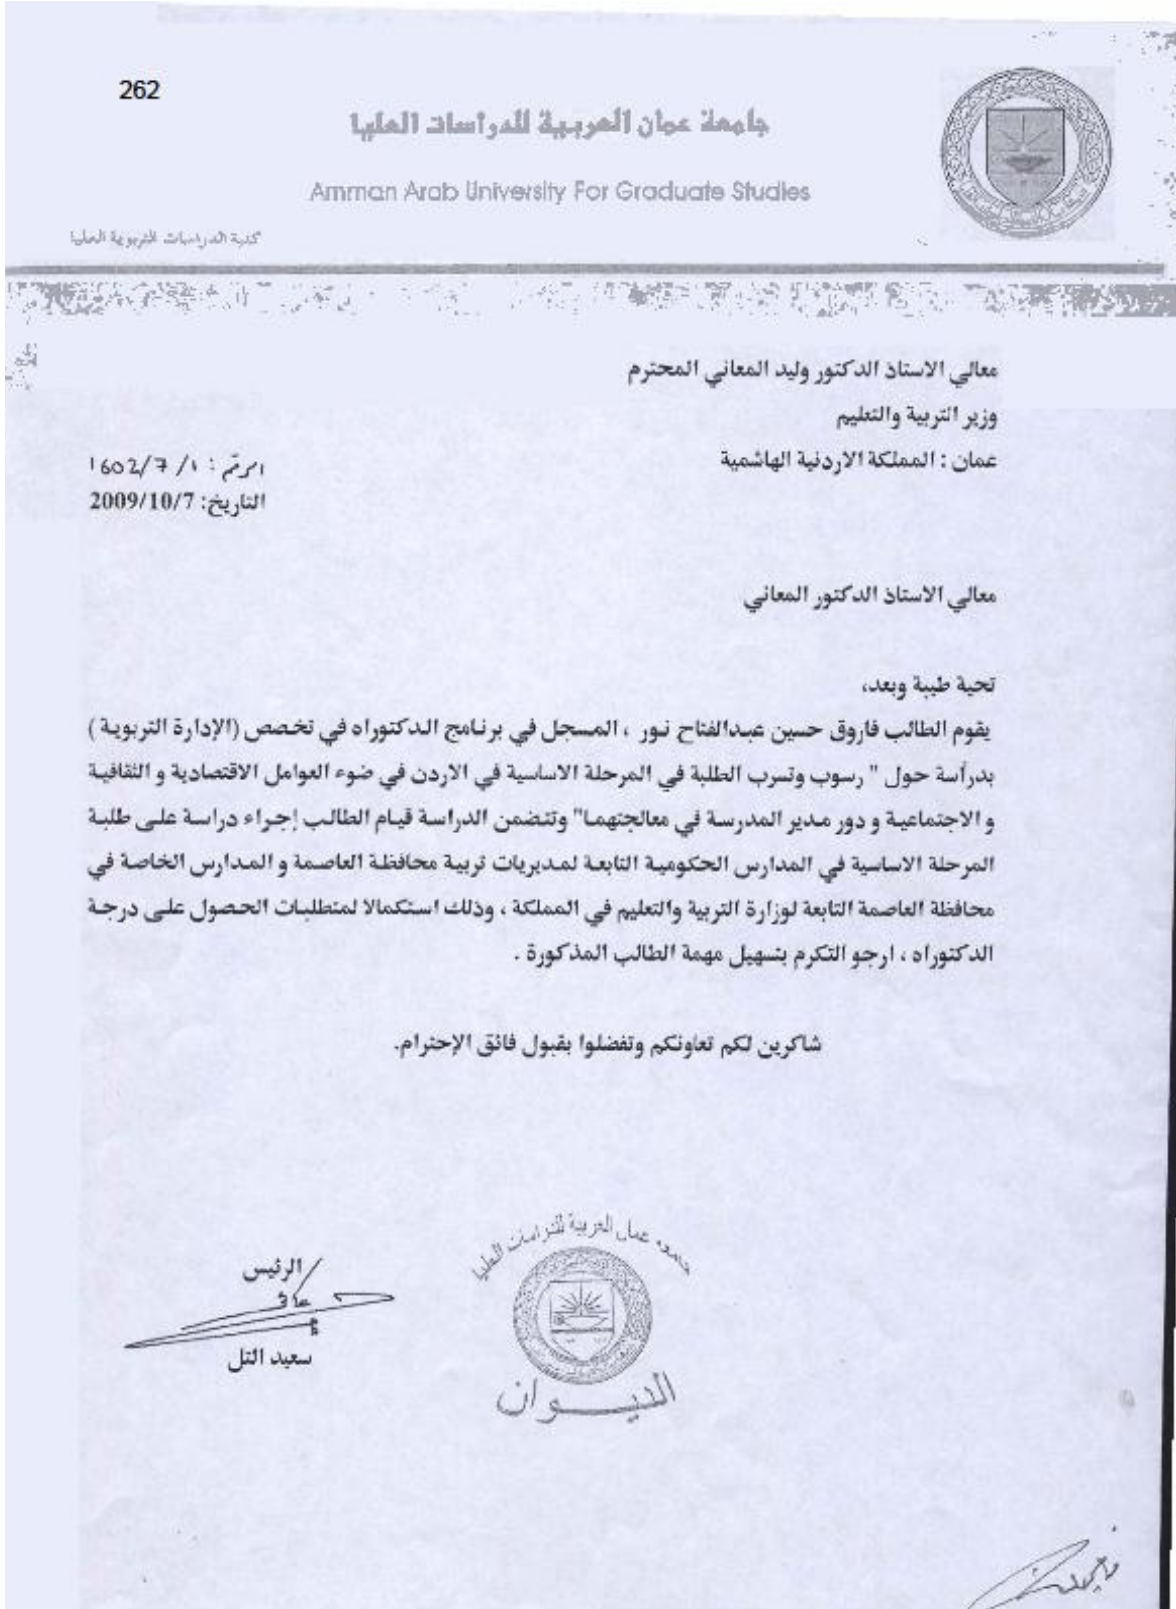 262
جامعة عمان العربية للدراسات العليا
Amman Arab University For Graduate Studies
كلية الدراسات التربوية العليا
معالي الاستاذ الدكتور وليد المعاني المحترم
وزير التربية والتعليم
عمان : المملكة الاردنية الهاشمية
الرقم : ١/ 7/1602
التاريخ: 2009/10/7
معالي الاستاذ الدكتور المعاني
تحية طيبة وبعد،
يقوم الطالب فاروق حسين عبدالفتاح نور ، المسجل في برنامج الدكتوراه في تخصص (الإدارة التربوية )
بدرأسة حول " رسوب وتسرب الطلبة في المرحلة الاساسية في الاردن في ضوء العوامل الاقتصادية و الثقافية
و الاجتماعية و دور مدير المدرسة في معالجتهما" وتتضمن الدراسة قيام الطالب إجراء دراسة على طلبة
المرحلة الاساسية في المدارس الحكومية التابعة لمديريات تربية محافظة العاصمة و المدارس الخاصة في
محافظة العاصمة التابعة لوزارة التربية والتعليم في المملكة ، وذلك استكمالا لمتطلبات الحصول على درجة
الدكتوراه ، ارجو التكرم بتسهيل مهمة الطالب المذكورة .
شاكرين لكم تعاونكم وتفضلوا بقبول فائق الإحترام.
جامعه عمان العربية للدراسات العليا
الديـــوان
الرئيس
سعيد التل